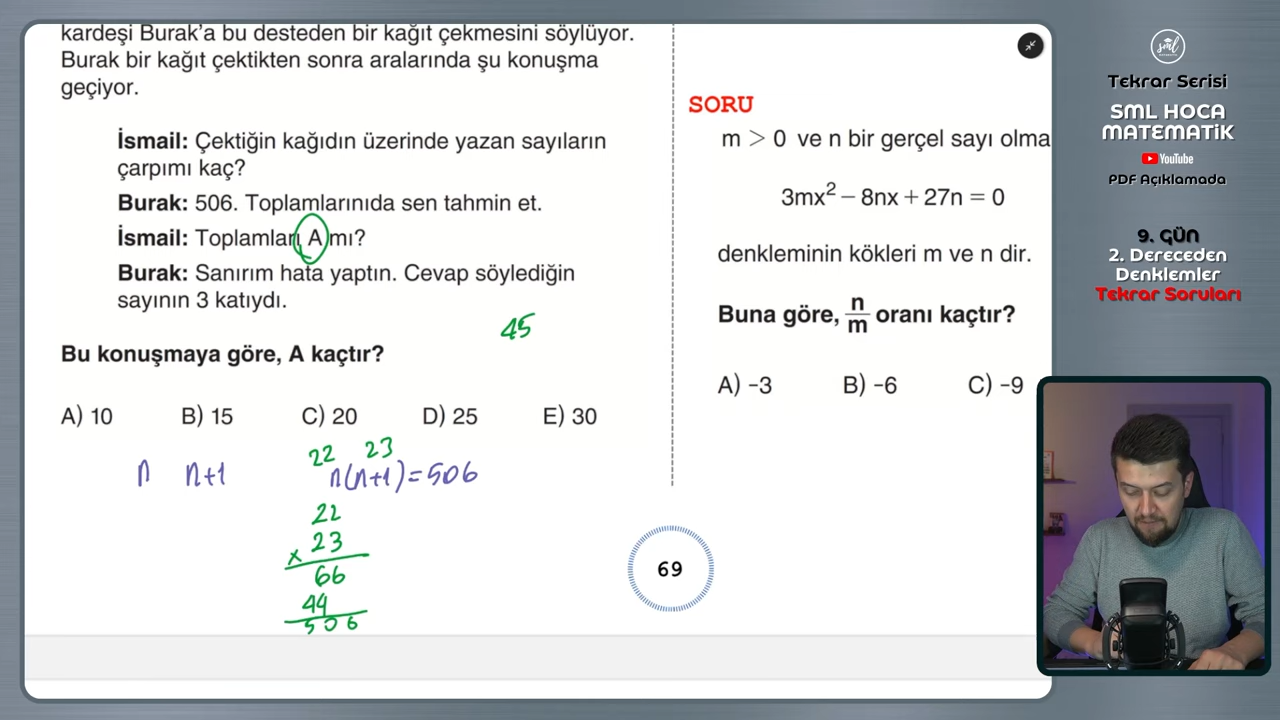 kardeşi Burak'a bu desteden bir kağıt çekmesini söylüyor.
Burak bir kağıt çektikten sonra aralarında şu konuşma
geçiyor.
İsmail: Çektiğin kağıdın üzerinde yazan sayıların
çarpımı kaç?
Burak: 506. Toplamlarınıda sen tahmin et.
İsmail: Toplamları A mı?
Burak: Sanırım hata yaptın. Cevap söylediğin
sayının 3 katıydı.
45
Bu konuşmaya göre, A kaçtır?
A) 10 B) 15 C) 20 D) 25 E) 30
22 23
n n+1 n(n+1)=506
22
x 23
66
44
506
SORU
m > 0 ve n bir gerçel sayı olma
3mx² − 8nx + 27n = 0
denkleminin kökleri m ve n dir.
Buna göre, n/m oranı kaçtır?
A) −3 B) −6 C) −9
69
sml
Tekrar Serisi
SML HOCA
MATEMATİK
YouTube
PDF Açıklamada
9. GÜN
2. Dereceden
Denklemler
Tekrar Soruları